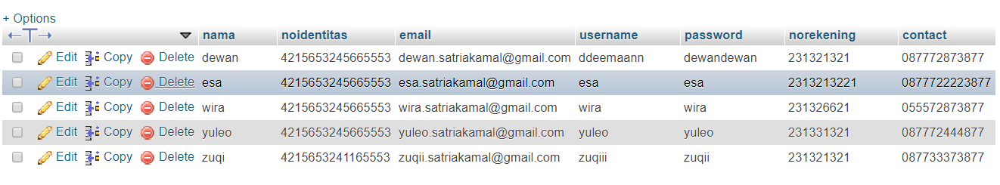 + Options
←T→ nama noidentitas email username password norekening contact
Edit Copy Delete dewan 4215653245665553 dewan.satriakamal@gmail.com ddeemaann dewandewan 231321321 087772873877
Edit Copy Delete esa 4215653245665553 esa.satriakamal@gmail.com esa esa 2313213221 0877722223877
Edit Copy Delete wira 4215653245665553 wira.satriakamal@gmail.com wira wira 231326621 055572873877
Edit Copy Delete yuleo 4215653245665553 yuleo.satriakamal@gmail.com yuleo yuleo 231331321 087772444877
Edit Copy Delete zuqi 4215653241165553 zuqii.satriakamal@gmail.com zuqiii zuqii 231321321 087733373877